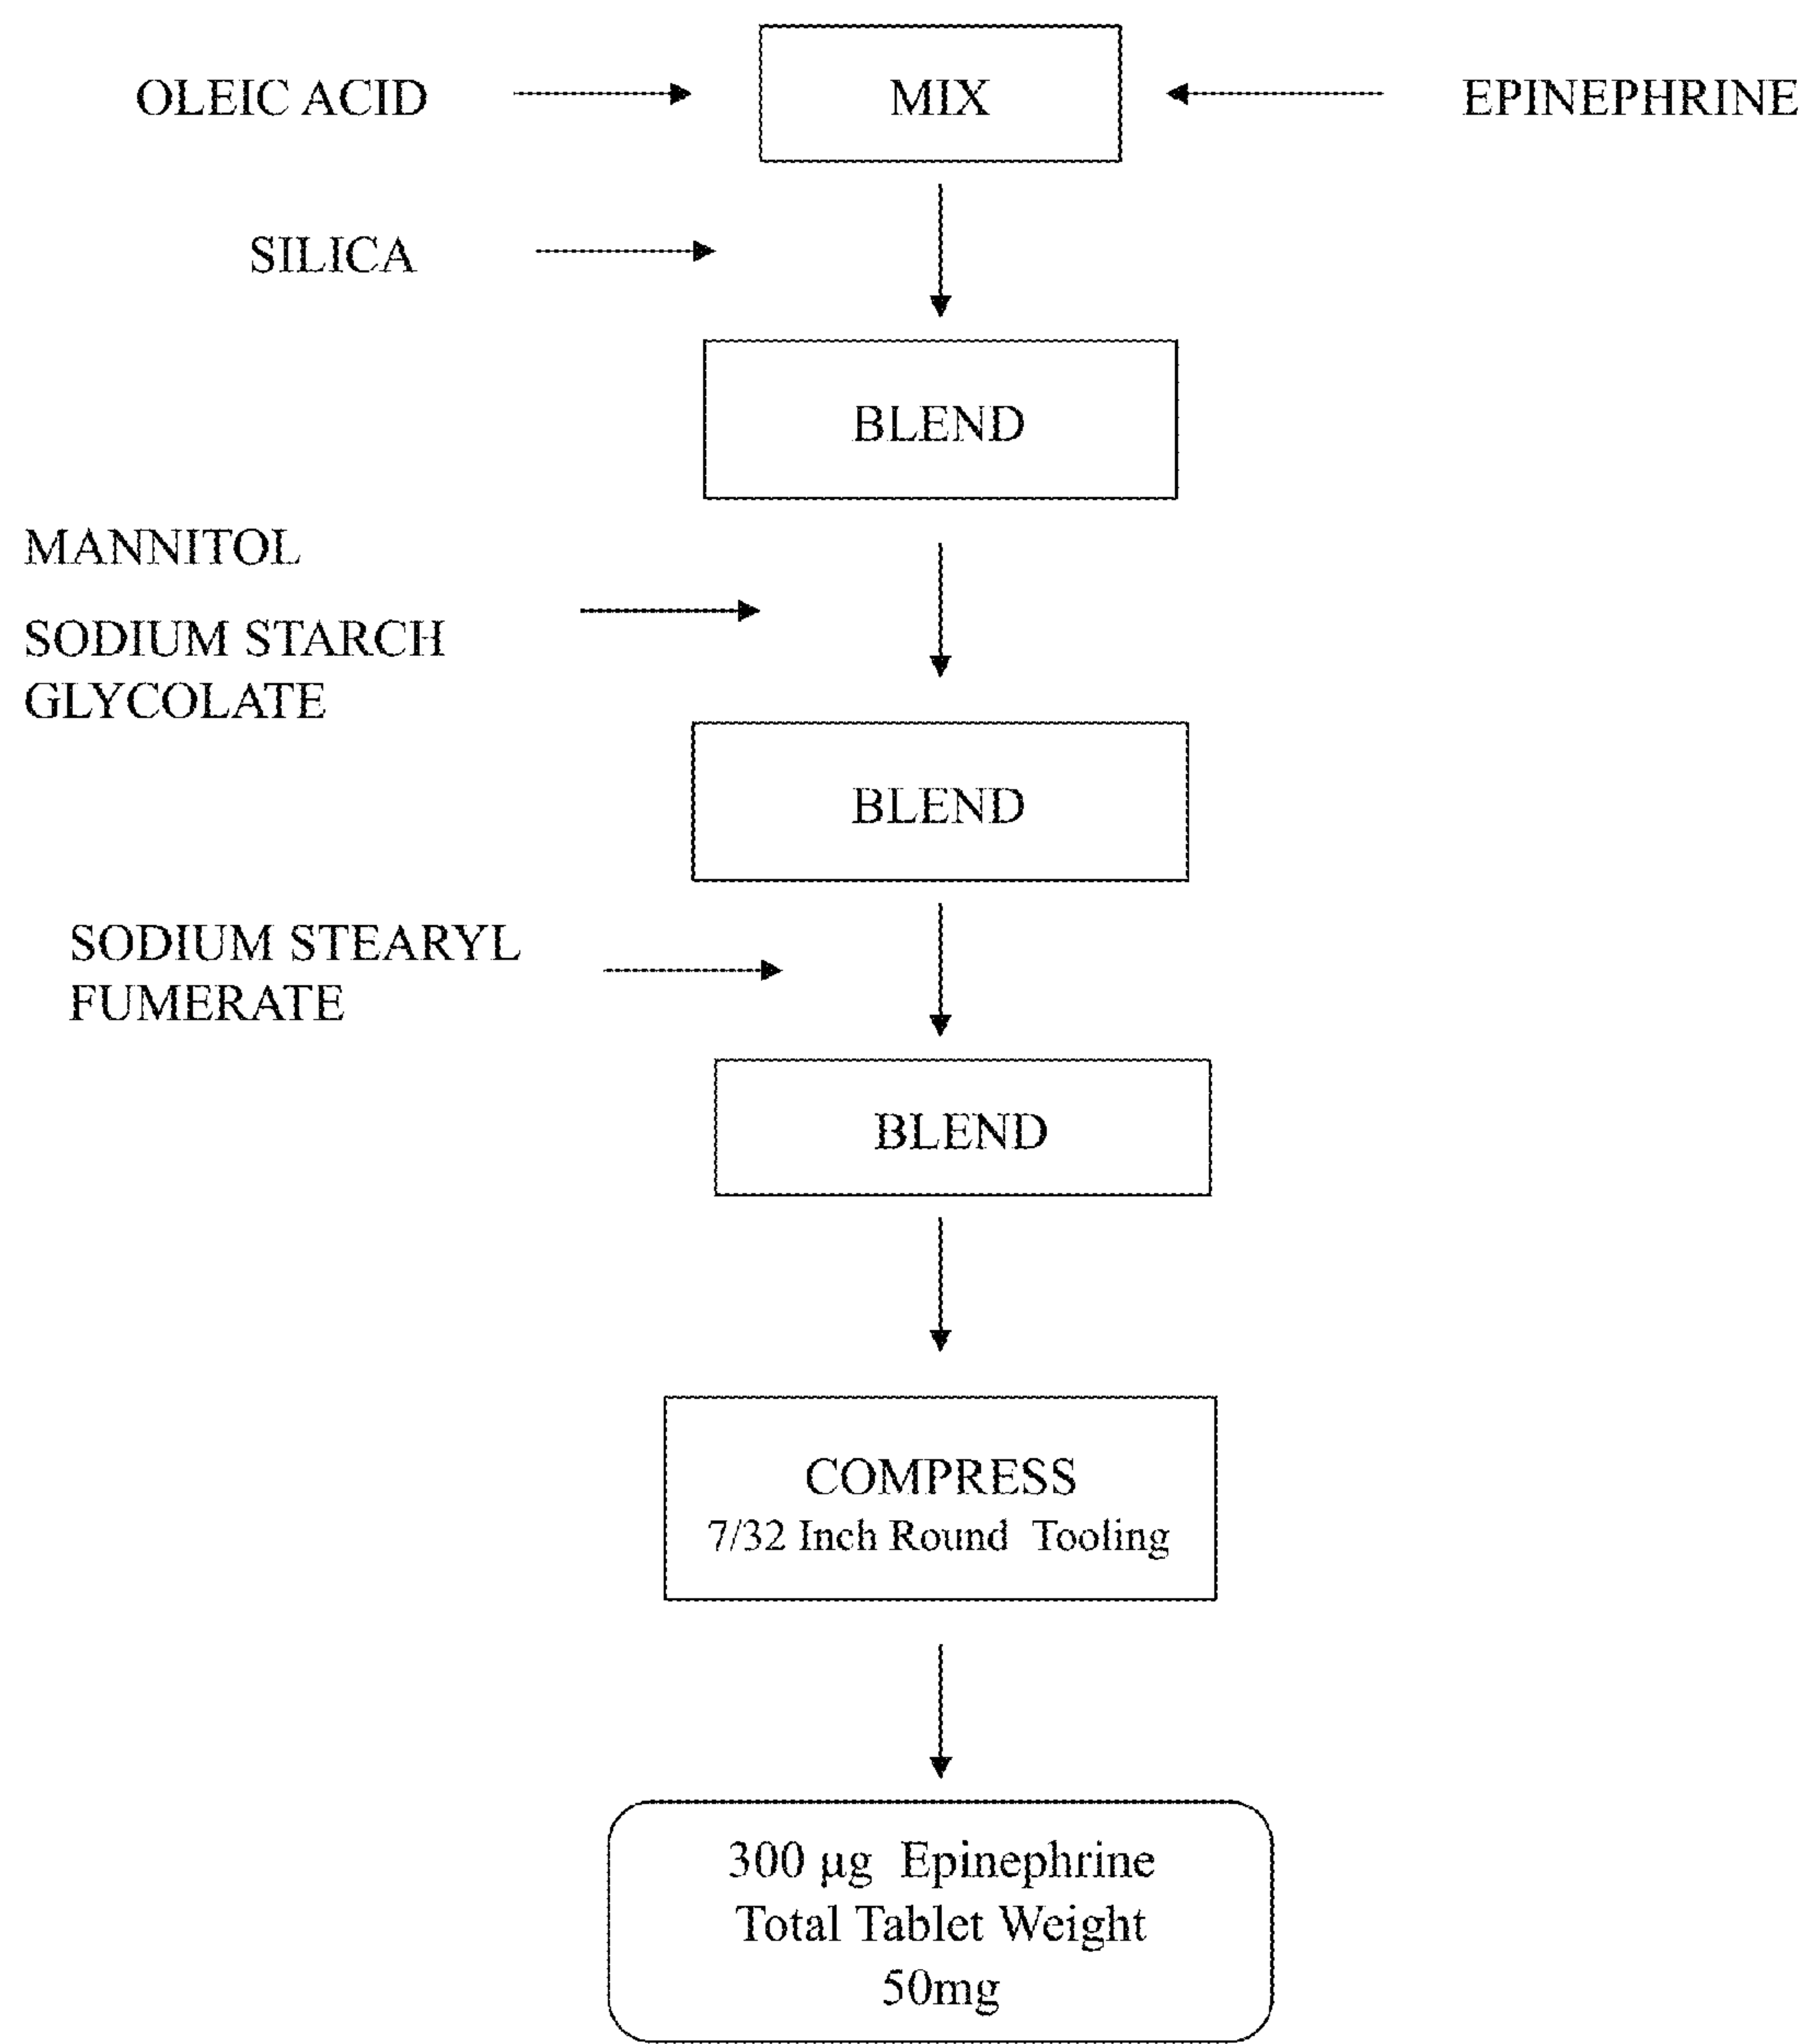 OLEIC ACID
MIX
EPINEPHRINE
SILICA
BLEND
MANNITOL
SODIUM STARCH
GLYCOLATE
BLEND
SODIUM STEARYL
FUMERATE
BLEND
COMPRESS
7/32 Inch Round Tooling
300 µg Epinephrine
Total Tablet Weight
50mg